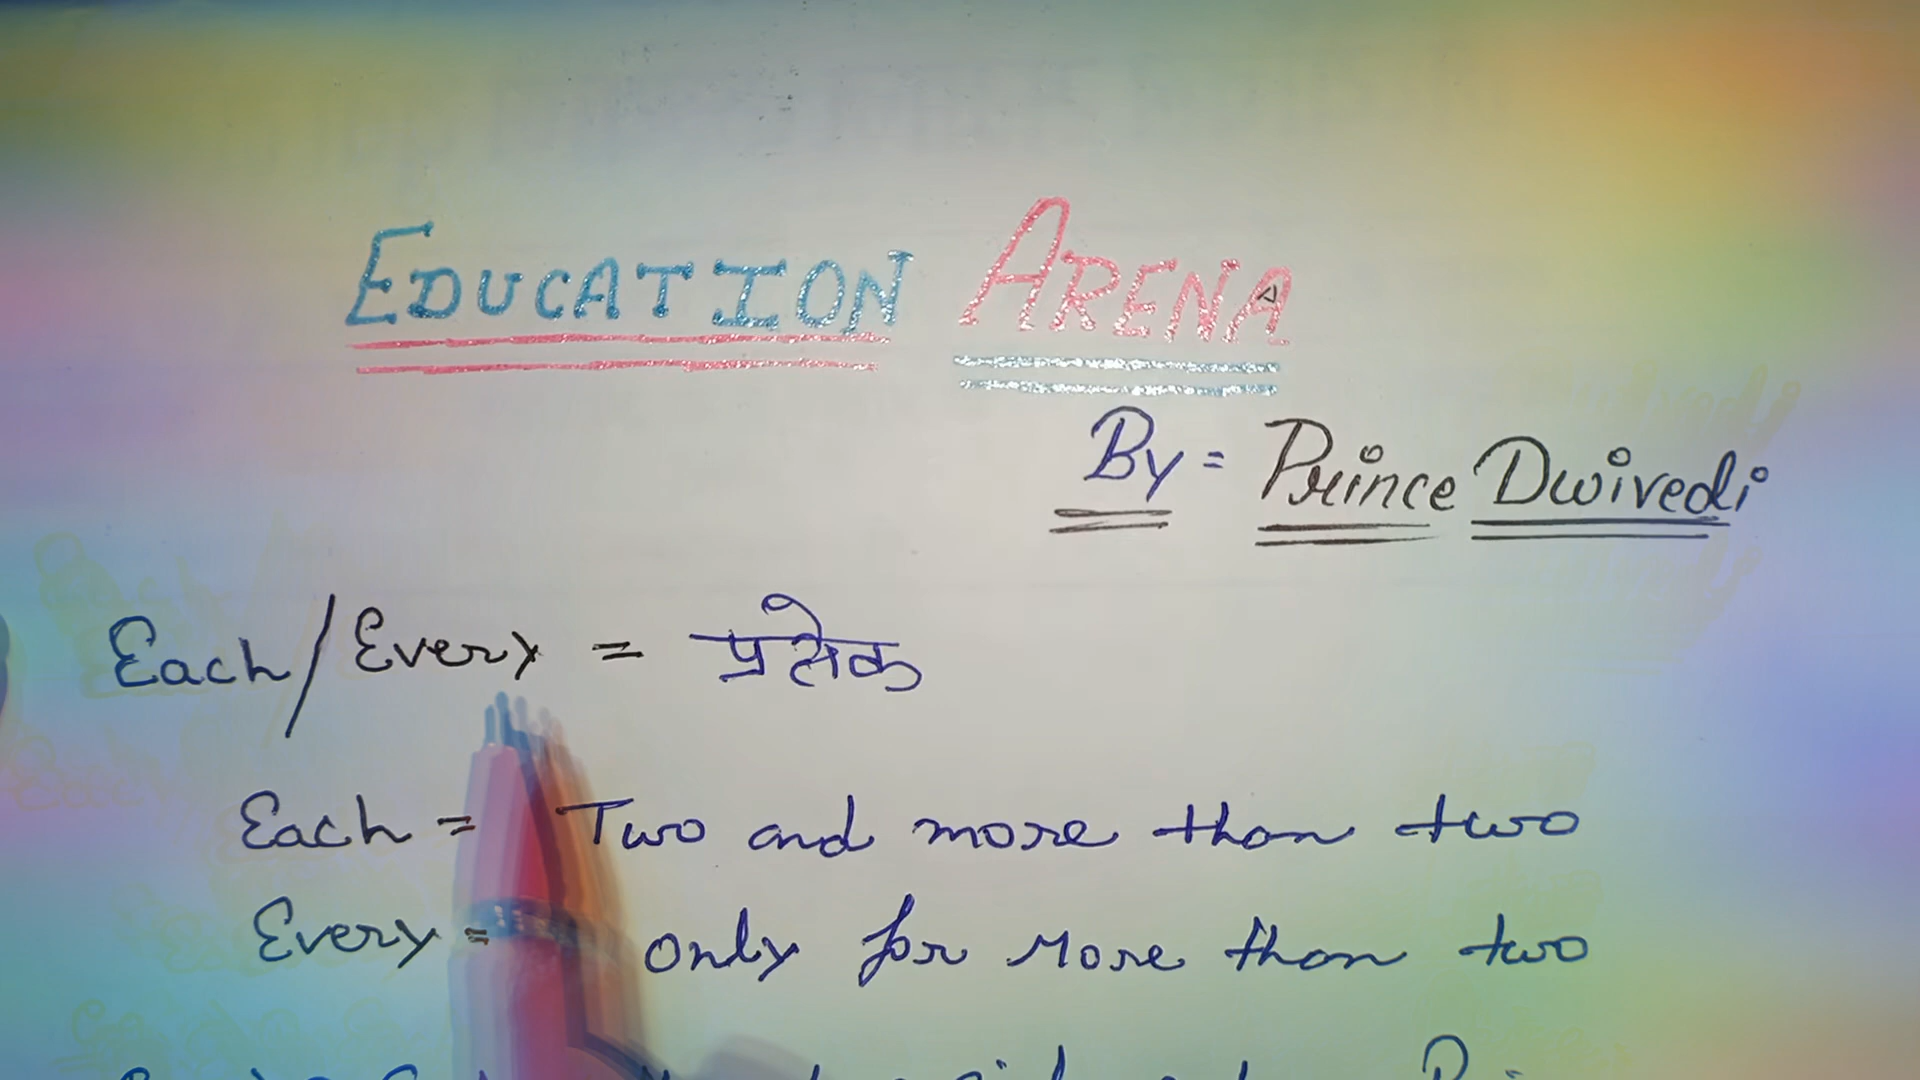 EDUCATION ARENA
By = Prince Dwivedi
Each/Every = प्रत्येक
Each = Two and more than two
Every = only for More than two